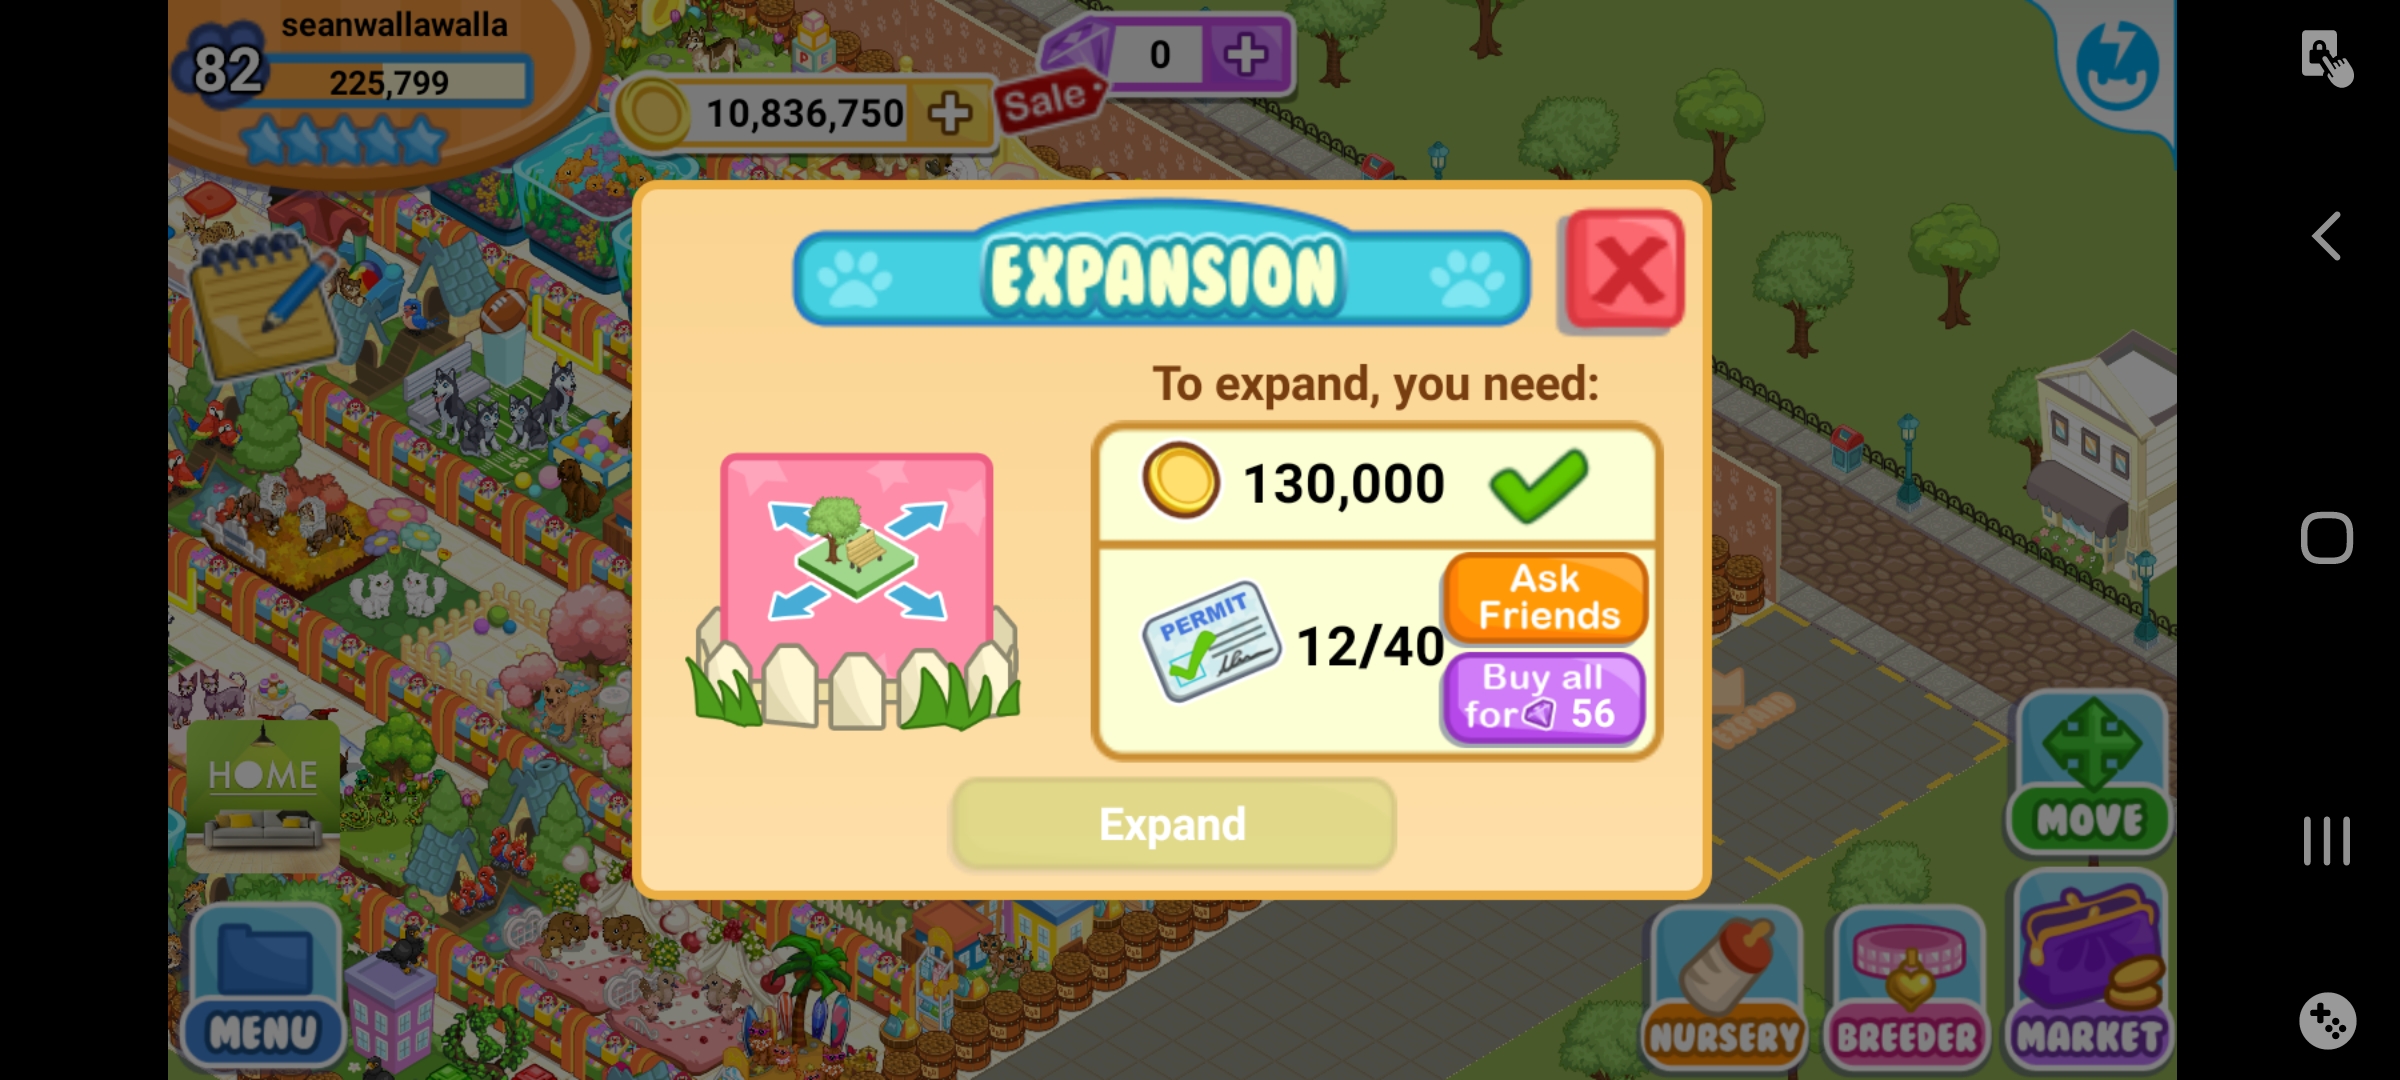 seanwallawalla
82
225,799
10,836,750
Sale
0
EXPANSION
To expand, you need:
130,000
PERMIT
12/40
Ask
Friends
Buy all
for 56
Expand
HOME
MENU
MOVE
NURSERY
BREEDER
MARKET